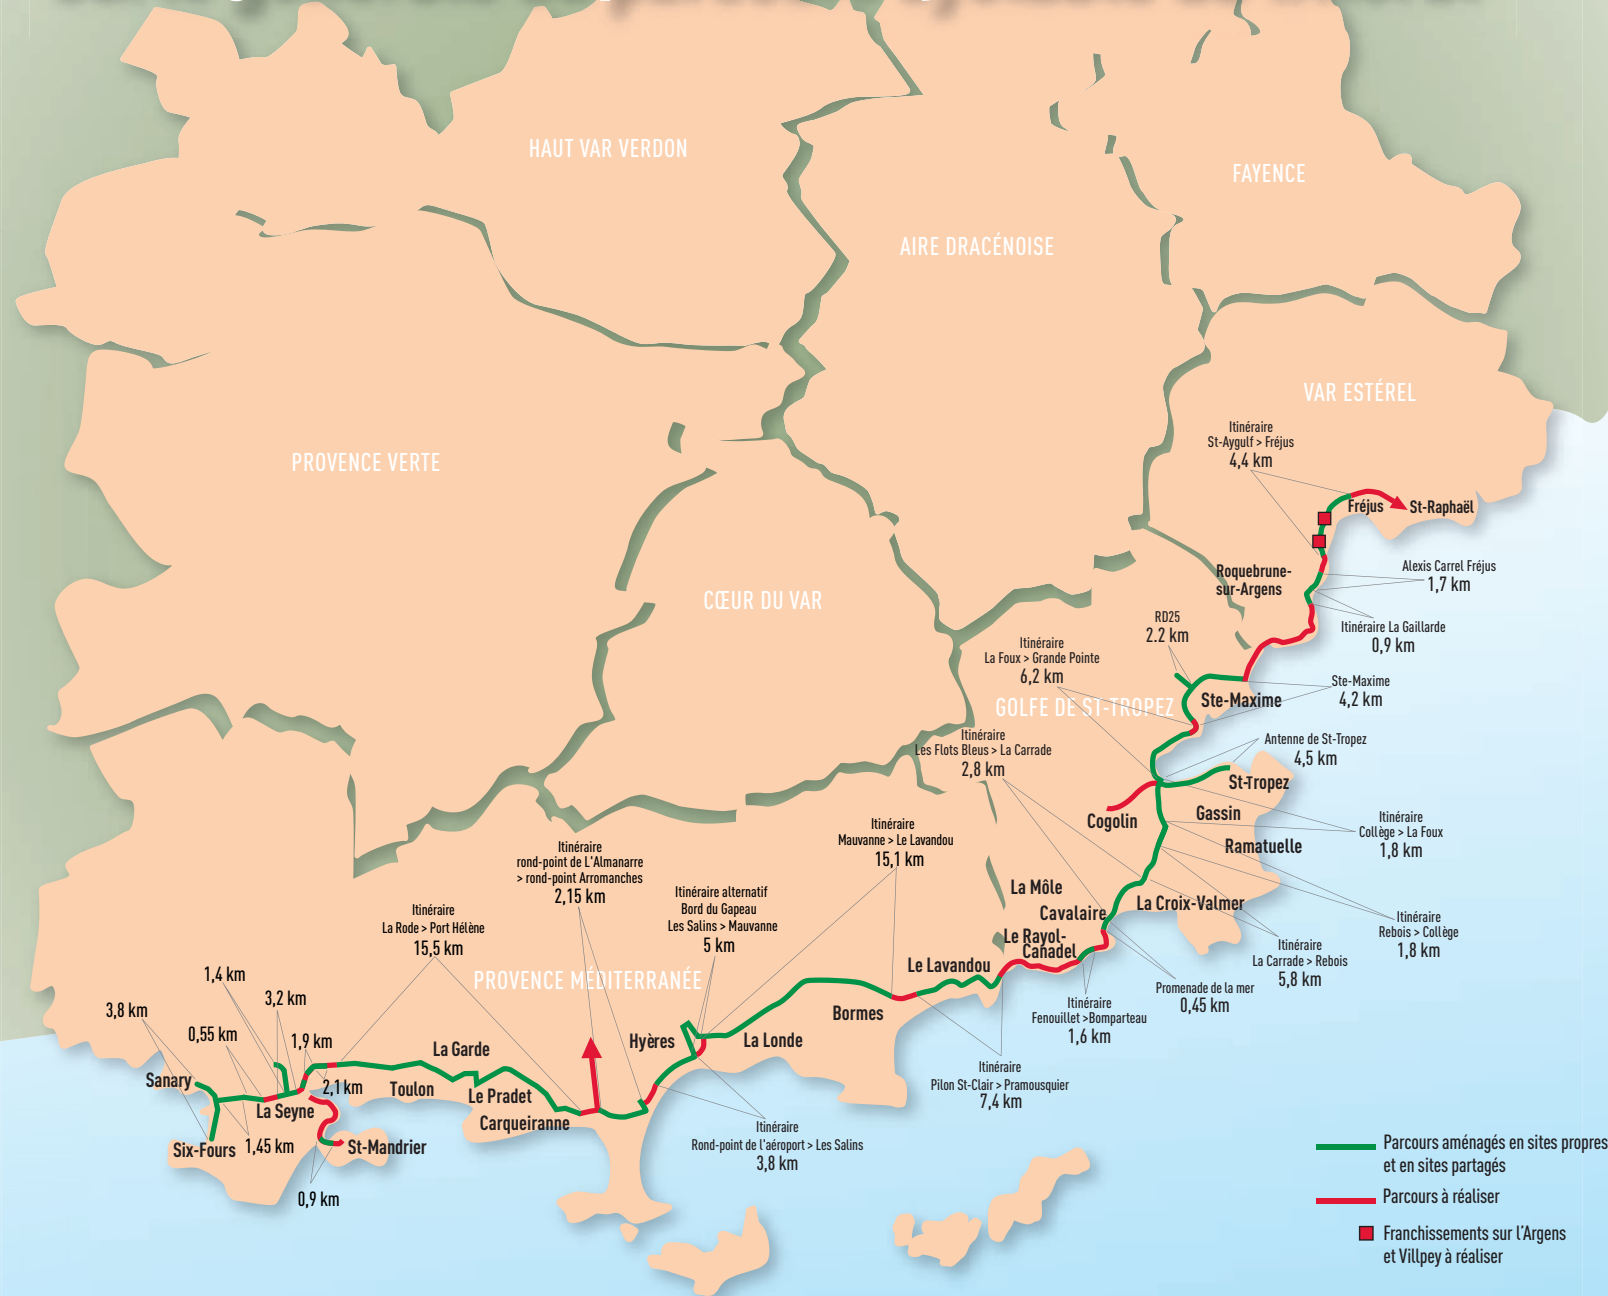 HAUT VAR VERDON
FAYENCE
AIRE DRACÉNOISE
VAR ESTÉREL
PROVENCE VERTE
CŒUR DU VAR
GOLFE DE ST-TROPEZ
PROVENCE MÉDITERRANÉE
Itinéraire
St-Aygulf > Fréjus
4,4 km
Fréjus
St-Raphaël
Roquebrune-
sur-Argens
Alexis Carrel Fréjus
1,7 km
Itinéraire La Gaillarde
0,9 km
RD25
2.2 km
Itinéraire
La Foux > Grande Pointe
6,2 km
Ste-Maxime
4,2 km
Ste-Maxime
Itinéraire
Les Flots Bleus > La Carrade
2,8 km
Antenne de St-Tropez
4,5 km
St-Tropez
Gassin
Cogolin
Ramatuelle
Itinéraire
Collège > La Foux
1,8 km
Itinéraire
Mauvanne > Le Lavandou
15,1 km
Itinéraire
rond-point de L'Almanarre
> rond-point Arromanches
2,15 km
Itinéraire alternatif
Bord du Gapeau
Les Salins > Mauvanne
5 km
Itinéraire
La Rode > Port Hélène
15,5 km
La Môle
Cavalaire
La Croix-Valmer
Le Rayol-
Canadel
Le Lavandou
Itinéraire
Rebois > Collège
1,8 km
Itinéraire
La Carrade > Rebois
5,8 km
Promenade de la mer
0,45 km
Itinéraire
Fenouillet >Bomparteau
1,6 km
Bormes
La Londe
Hyères
1,4 km
3,2 km
3,8 km
0,55 km
1,9 km
La Garde
Sanary
2,1 km
Toulon
Le Pradet
La Seyne
Carqueiranne
Six-Fours
1,45 km
St-Mandrier
0,9 km
Itinéraire
Pilon St-Clair > Pramousquier
7,4 km
Itinéraire
Rond-point de l'aéroport > Les Salins
3,8 km
Parcours aménagés en sites propres
et en sites partagés
Parcours à réaliser
Franchissements sur l'Argens
et Villpey à réaliser